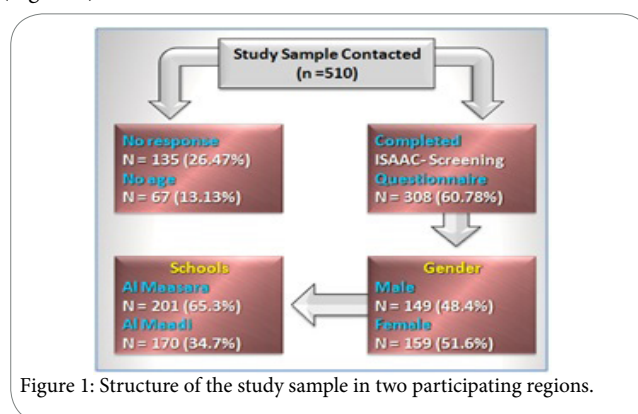 Study Sample Contacted
(n =510)
No response
N = 135 (26.47%)
No age
N = 67 (13.13%)
Completed
ISAAC- Screening
Questionnaire
N = 308 (60.78%)
Schools
Al Maasara
N = 201 (65.3%)
Al Maadi
N = 170 (34.7%)
Gender
Male
N = 149 (48.4%)
Female
N = 159 (51.6%)
Figure 1: Structure of the study sample in two participating regions.